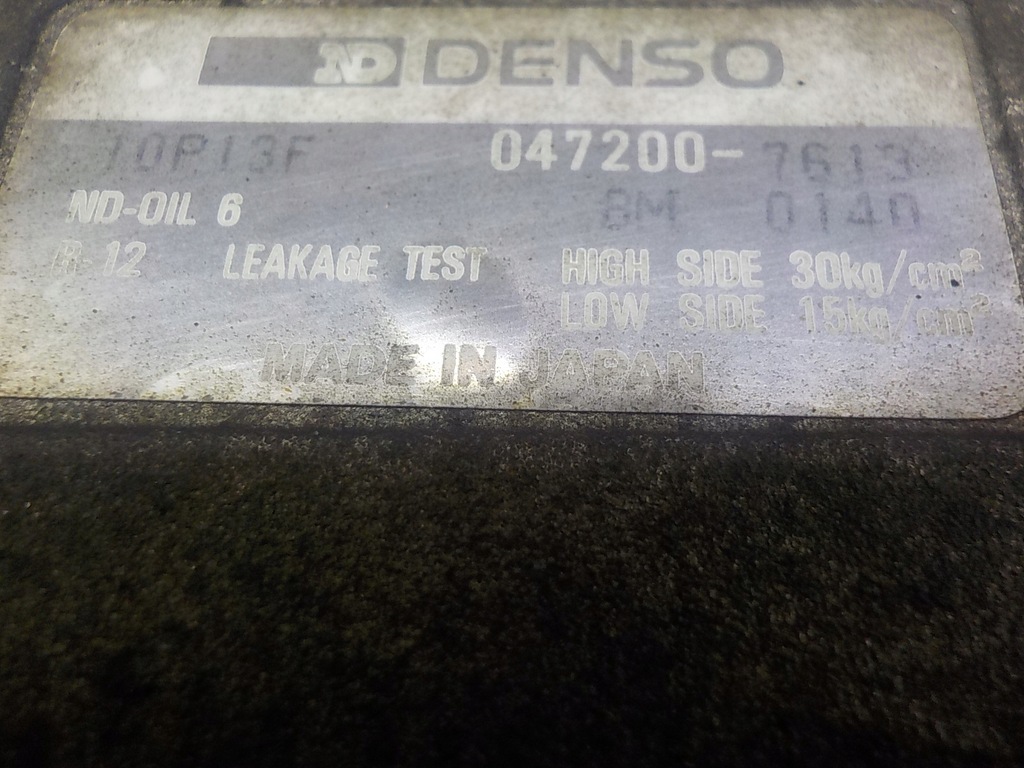 ND DENSO
10P13F 047200-7613
ND-OIL 6 8M 0140
R 12 LEAKAGE TEST HIGH SIDE 30kg/cm²
LOW SIDE 15kg/cm²
MADE IN JAPAN